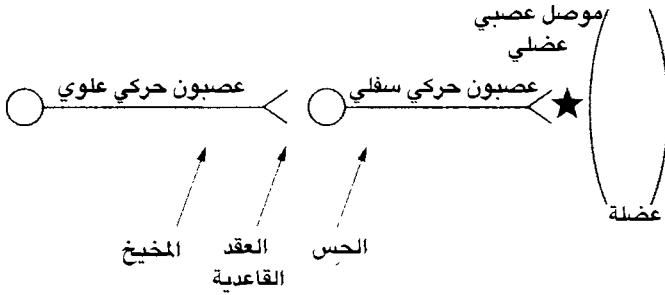 موصل عصبي
عضلي
عصبون حركي سفلي
عصبون حركي علوي
عضلة
الحس
العقد
القاعدية
المخيخ